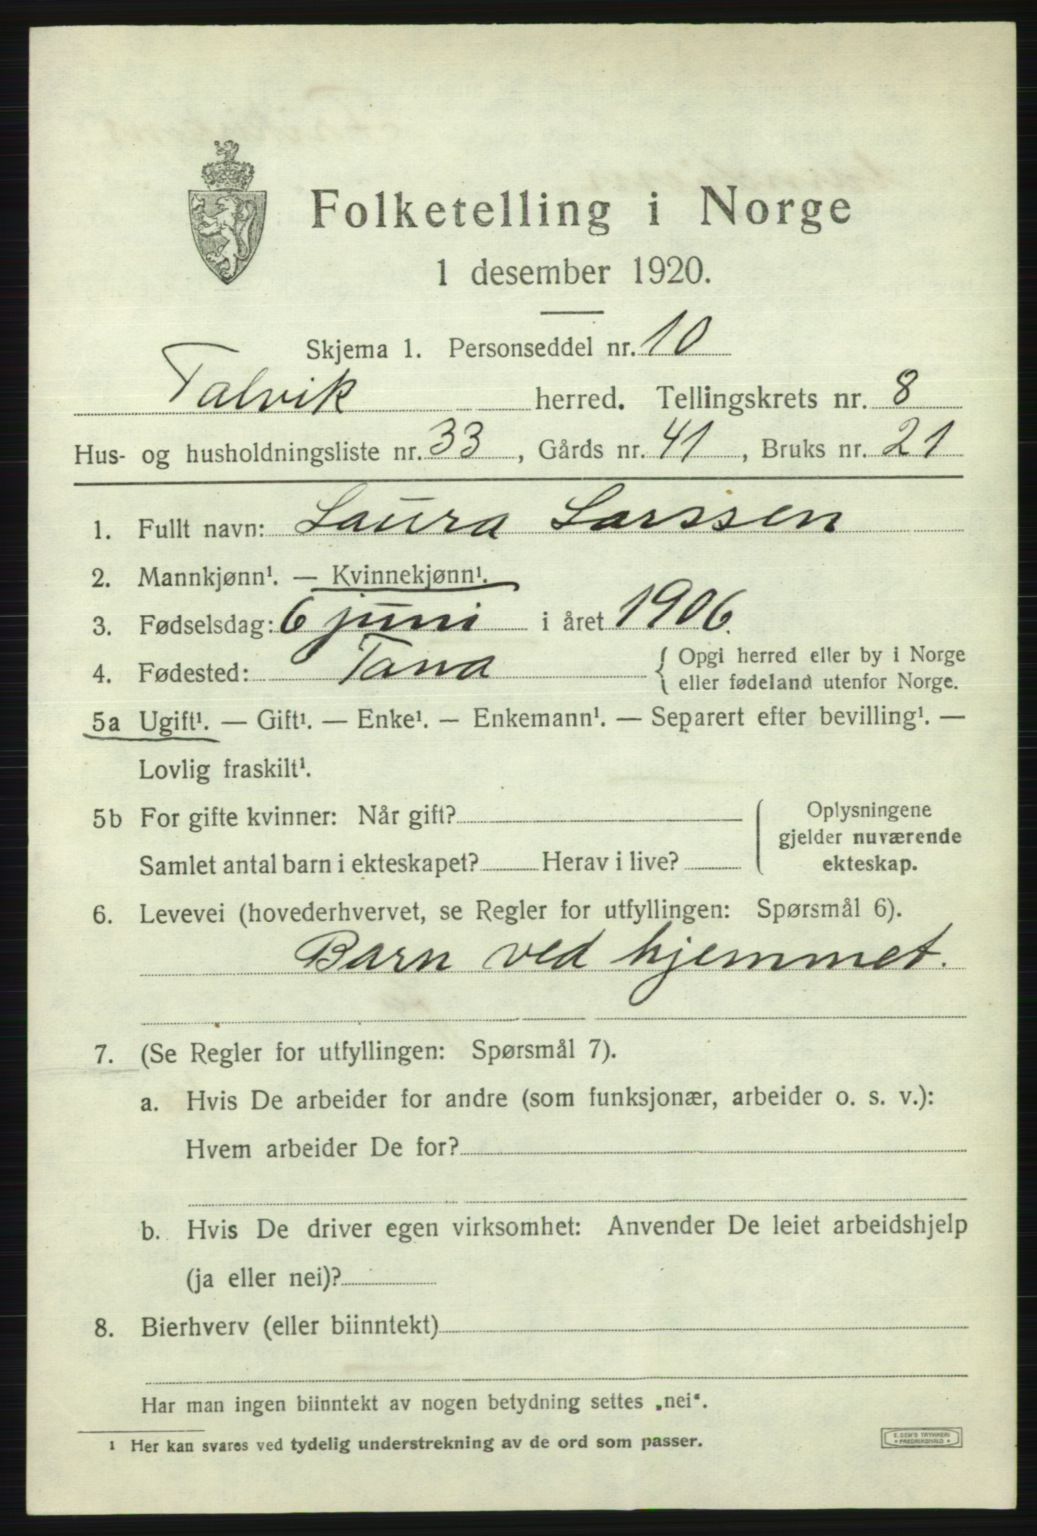 Folketelling i Norge
1 desember 1920.
Skjema 1. Personseddel nr. 10
Talvik herred. Tellingskrets nr. 8
Hus- og husholdningsliste nr. 33, Gårds nr. 41, Bruks nr. 21
1. Fullt navn: Laura Larssen
2. Mannkjønn¹. — Kvinnekjønn¹.
3. Fødselsdag: 6 juni i året 1906.
4. Fødested: Tana { Opgi herred eller by i Norge
eller fødeland utenfor Norge.
5a Ugift¹. — Gift¹. — Enke¹. — Enkemann¹. — Separert efter bevilling¹. —
Lovlig fraskilt¹.
5b For gifte kvinner: Når gift?
Samlet antal barn i ekteskapet? Herav i live?
{ Oplysningene
gjelder nuværende
ekteskap.
6. Levevei (hovederhvervet, se Regler for utfyllingen: Spørsmål 6).
Barn ved hjemmet.
7. (Se Regler for utfyllingen: Spørsmål 7).
a. Hvis De arbeider for andre (som funksjonær, arbeider o. s. v.):
Hvem arbeider De for?
b. Hvis De driver egen virksomhet: Anvender De leiet arbeidshjelp
(ja eller nei)?
8. Bierhverv (eller biinntekt)
Har man ingen biinntekt av nogen betydning settes „nei“.
¹ Her kan svares ved tydelig understrekning av de ord som passer.